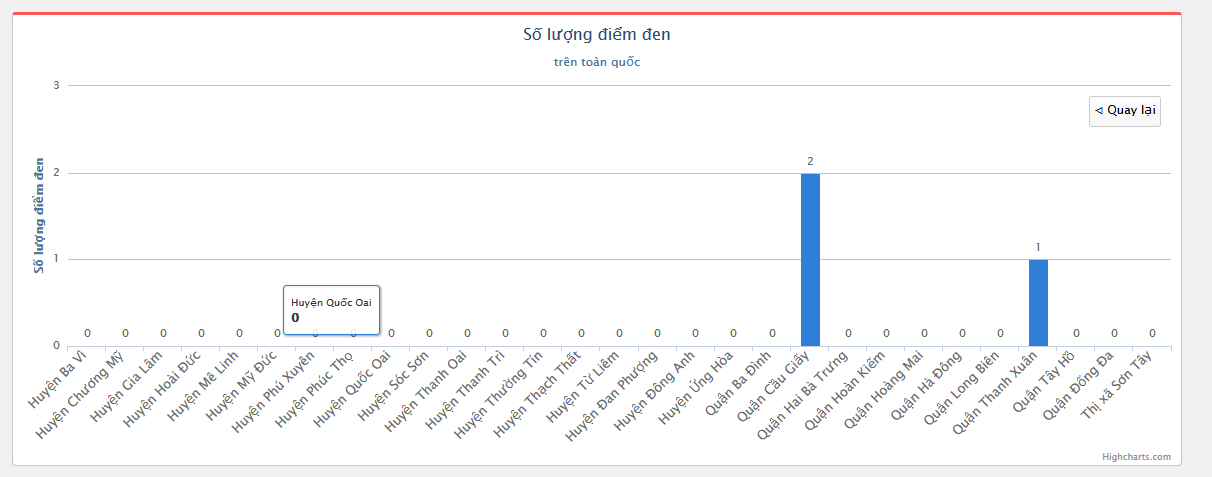 Số lượng điểm đen
trên toàn quốc
◁ Quay lại
Số lượng điểm đen
3
2
1
0
2
1
Huyện Quốc Oai
0
0 0 0 0 0 0 0 0 0 0 0 0 0 0 0 0 0 0 0 0 0 0 0 0 0 0 0
Huyện Ba Vì
Huyện Chương Mỹ
Huyện Gia Lâm
Huyện Hoài Đức
Huyện Mê Linh
Huyện Mỹ Đức
Huyện Phú Xuyên
Huyện Phúc Thọ
Huyện Quốc Oai
Huyện Sóc Sơn
Huyện Thanh Oai
Huyện Thanh Trì
Huyện Thường Tín
Huyện Thạch Thất
Huyện Từ Liêm
Huyện Đan Phượng
Huyện Đông Anh
Huyện Ứng Hòa
Quận Ba Đình
Quận Cầu Giấy
Quận Hai Bà Trưng
Quận Hoàn Kiếm
Quận Hoàng Mai
Quận Hà Đông
Quận Long Biên
Quận Thanh Xuân
Quận Tây Hồ
Quận Đống Đa
Thị xã Sơn Tây
Highcharts.com